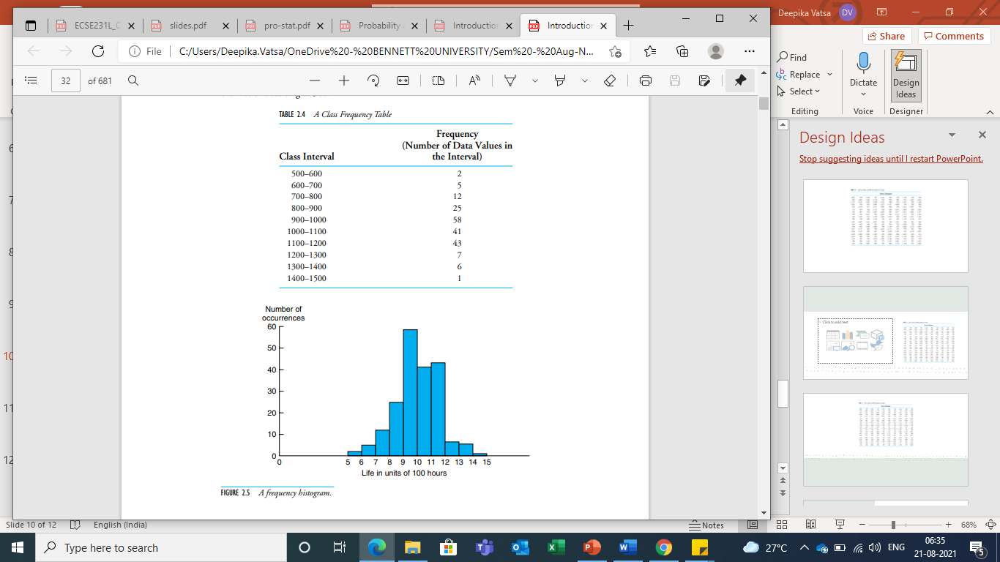 Deepika Vatsa DV
ECSE231L_C
slides.pdf
pro-stat.pdf
Probability
Introduction
Introduction
File C:/Users/Deepika.Vatsa/OneDrive%20-%20BENNETT%20UNIVERSITY/Sem%20-%20Aug-N...
Share Comments
32 of 681
Find
Replace
Select
Editing
Dictate
Voice
Design
Ideas
Designer
TABLE 2.4 A Class Frequency Table
Frequency
(Number of Data Values in
Class Interval the Interval)
500–600 2
600–700 5
700–800 12
800–900 25
900–1000 58
1000–1100 41
1100–1200 43
1200–1300 7
1300–1400 6
1400–1500 1
Number of
occurrences
60
50
40
30
20
10
0
0 5 6 7 8 9 10 11 12 13 14 15
Life in units of 100 hours
FIGURE 2.5 A frequency histogram.
6
7
8
9
10
11
12
Design Ideas
Stop suggesting ideas until I restart PowerPoint.
Click to add text
Slide 10 of 12 English (India) Notes 68%
Type here to search
27°C ENG 06:35
21-08-2021
5